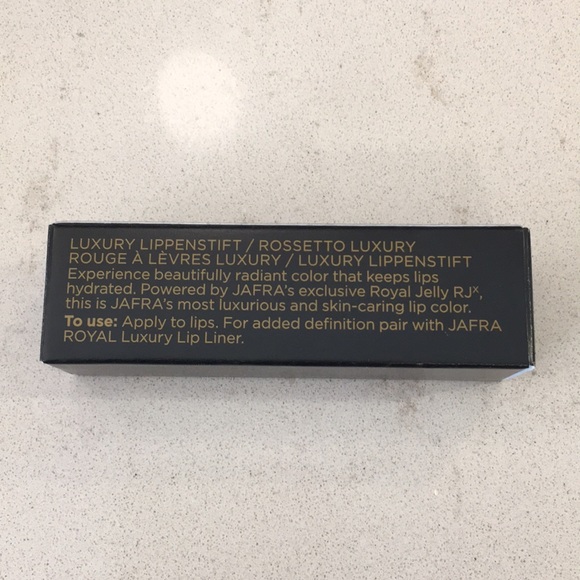 LUXURY LIPPENSTIFT / ROSSETTO LUXURY
ROUGE À LÈVRES LUXURY / LUXURY LIPPENSTIFT
Experience beautifully radiant color that keeps lips
hydrated. Powered by JAFRA's exclusive Royal Jelly RJˣ,
this is JAFRA's most luxurious and skin-caring lip color.
To use: Apply to lips. For added definition pair with JAFRA
ROYAL Luxury Lip Liner.